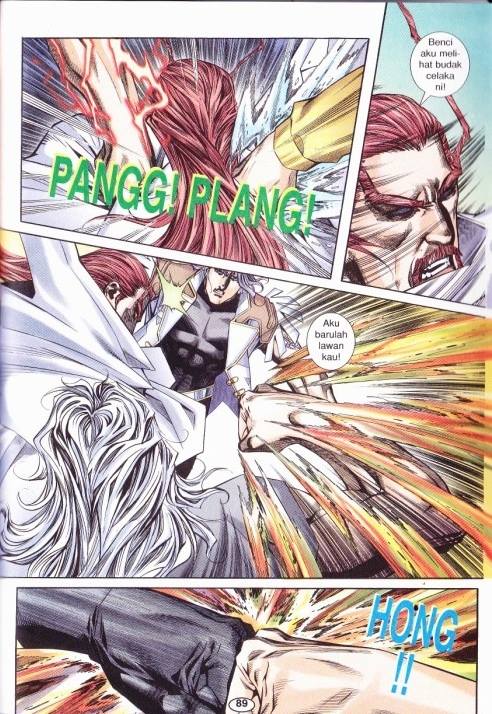 PANGG! PLANG!
Benci
aku meli-
hat budak
celaka
ni!
Aku
barulah
lawan
kau!
HONG
!!
89